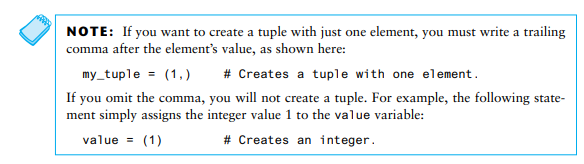 NOTE: If you want to create a tuple with just one element, you must write a trailing
comma after the element's value, as shown here:
my_tuple = (1,)    # Creates a tuple with one element.
If you omit the comma, you will not create a tuple. For example, the following state-
ment simply assigns the integer value 1 to the value variable:
value = (1)    # Creates an integer.